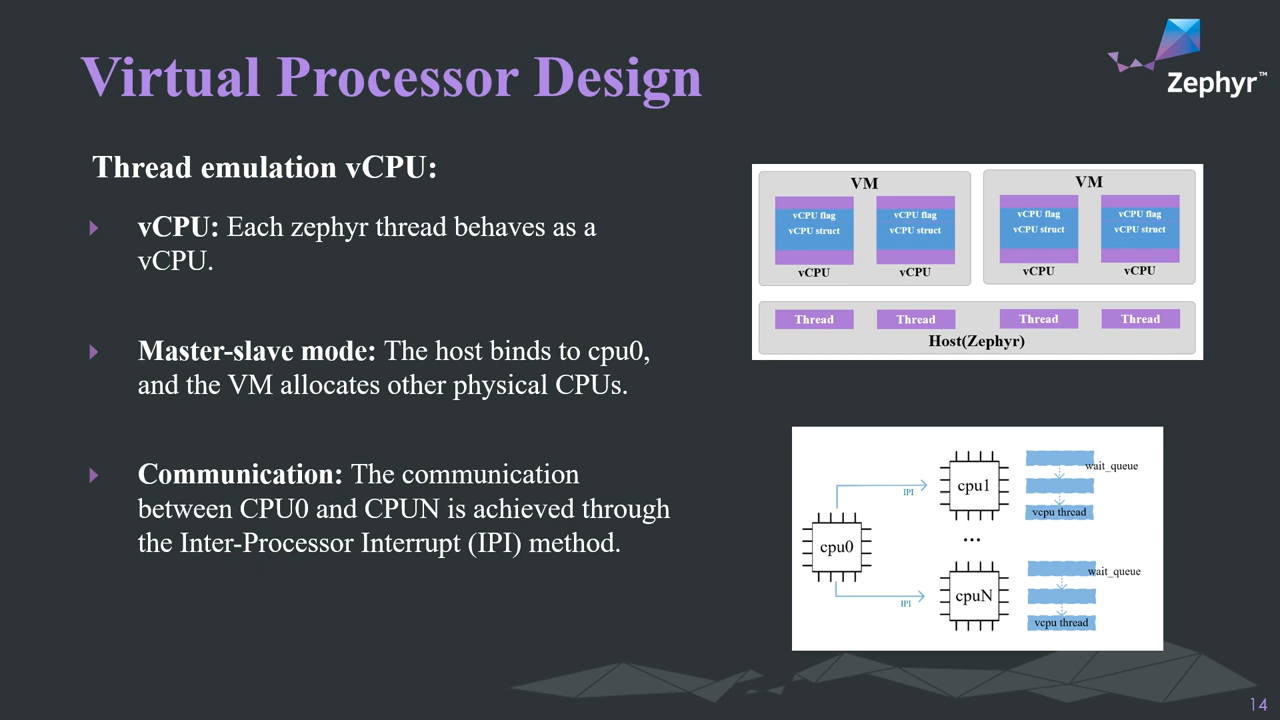 Virtual Processor Design
Zephyr™
Thread emulation vCPU:
vCPU: Each zephyr thread behaves as a
vCPU.
Master-slave mode: The host binds to cpu0,
and the VM allocates other physical CPUs.
Communication: The communication
between CPU0 and CPUN is achieved through
the Inter-Processor Interrupt (IPI) method.
VM
vCPU flag
vCPU struct
vCPU
vCPU flag
vCPU struct
vCPU
VM
vCPU flag
vCPU struct
vCPU
vCPU flag
vCPU struct
vCPU
Thread
Thread
Thread
Thread
Host(Zephyr)
cpu0
IPI
cpu1
wait_queue
vcpu thread
...
IPI
cpuN
wait_queue
vcpu thread
14